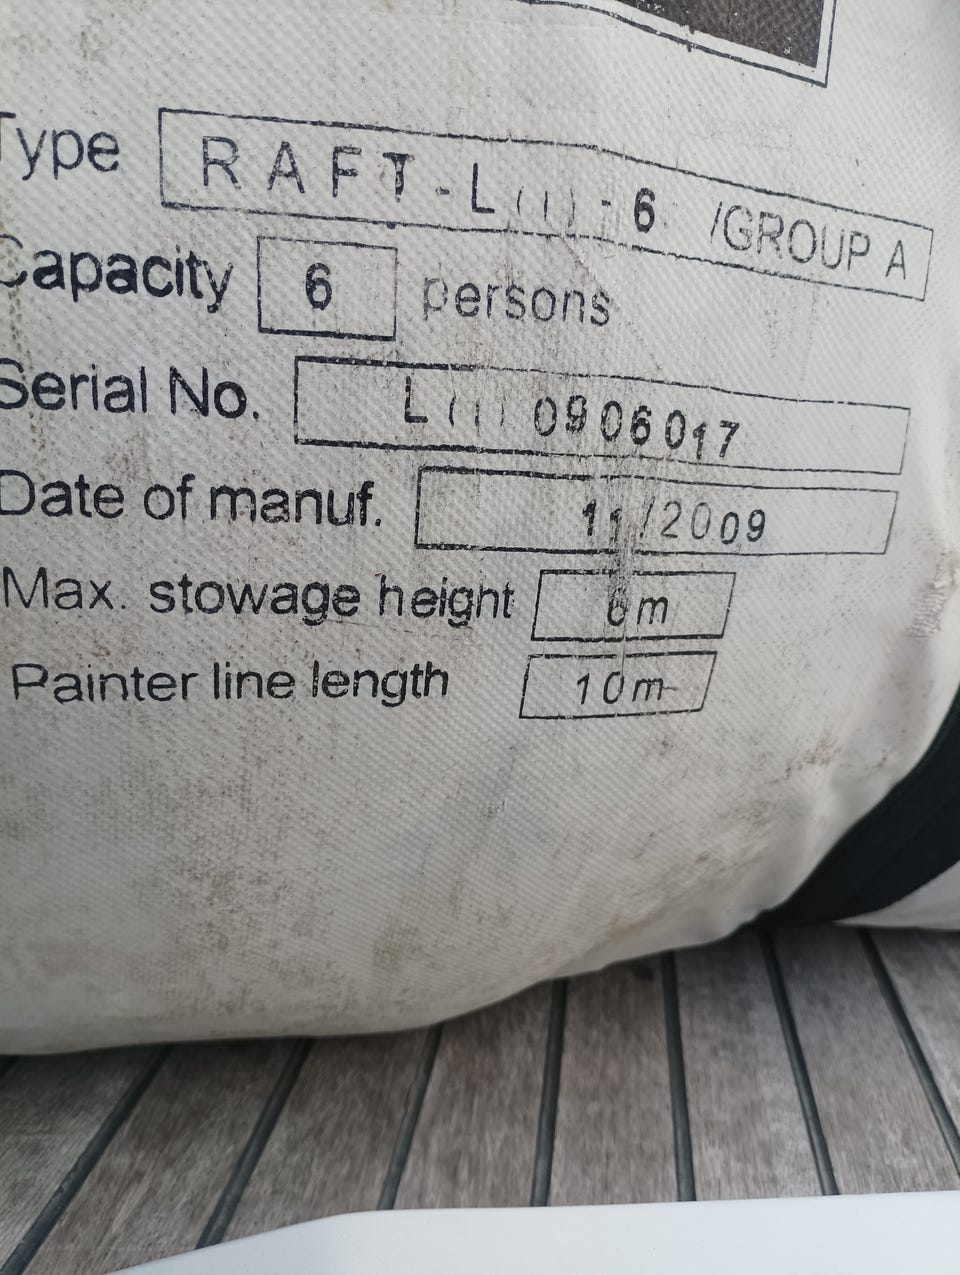 Type RAFT-L(I)-6 /GROUP A
Capacity 6 persons
Serial No. L(I) 0906017
Date of manuf. 11/2009
Max. stowage height 6m
Painter line length 10m